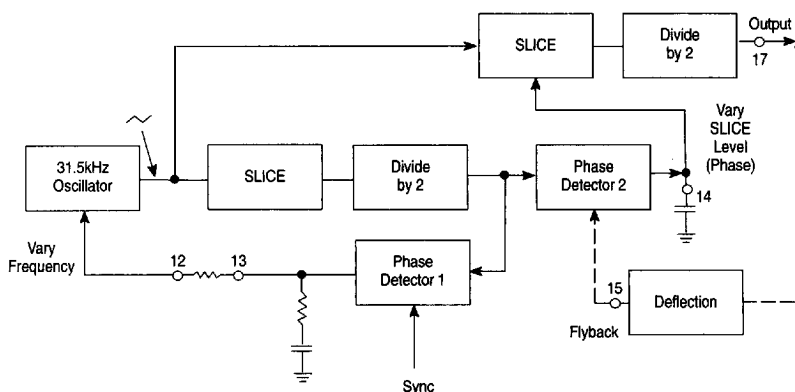 SLICE
Divide
by 2
Output
17
Vary
SLICE
Level
(Phase)
31.5kHz
Oscillator
SLICE
Divide
by 2
Phase
Detector 2
14
Vary
Frequency
12
13
Phase
Detector 1
15
Flyback
Deflection
Sync